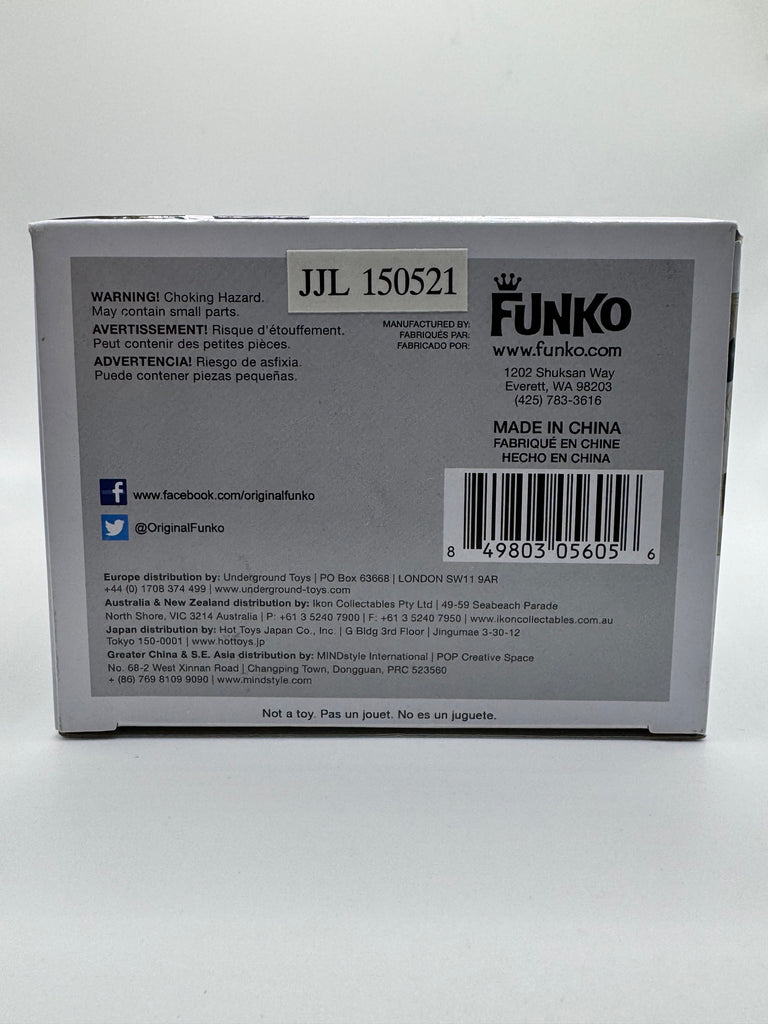 JJL 150521
WARNING! Choking Hazard.
May contain small parts.
AVERTISSEMENT! Risque d'étouffement.
Peut contenir des petites pièces.
ADVERTENCIA! Riesgo de asfixia.
Puede contener piezas pequeñas.
MANUFACTURED BY:
FABRIQUÉS PAR:
FABRICADO POR:
FUNKO
www.funko.com
1202 Shuksan Way
Everett, WA 98203
(425) 783-3616
MADE IN CHINA
FABRIQUÉ EN CHINE
HECHO EN CHINA
8 49803 05605 6
f www.facebook.com/originalfunko
@OriginalFunko
Europe distribution by: Underground Toys | PO Box 63668 | LONDON SW11 9AR
+44 (0) 1708 374 499 | www.underground-toys.com
Australia & New Zealand distribution by: Ikon Collectables Pty Ltd | 49-59 Seabeach Parade
North Shore, VIC 3214 Australia | P: +61 3 5240 7900 | F: +61 3 5240 7950 | www.ikoncollectables.com.au
Japan distribution by: Hot Toys Japan Co., Inc. | G Bldg 3rd Floor | Jingumae 3-30-12
Tokyo 150-0001 | www.hottoys.jp
Greater China & S.E. Asia distribution by: MINDstyle International | POP Creative Space
No. 68-2 West Xinnan Road | Changping Town, Dongguan, PRC 523560
+ (86) 769 8109 9090 | www.mindstyle.com
Not a toy. Pas un jouet. No es un juguete.